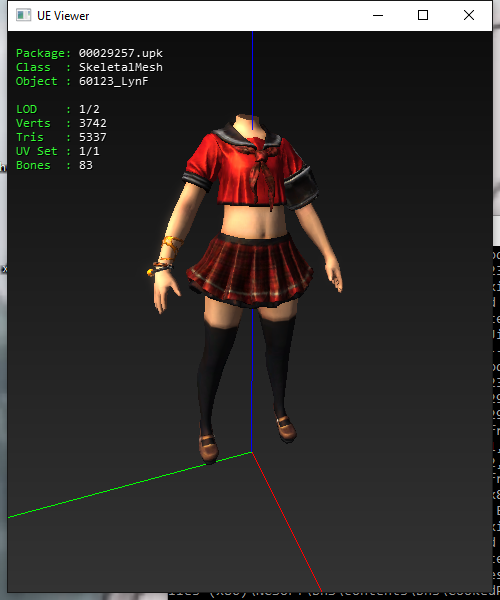 UE Viewer
Package: 00029257.upk
Class : SkeletalMesh
Object : 60123_LynF
LOD : 1/2
Verts : 3742
Tris : 5337
UV Set : 1/1
Bones : 83